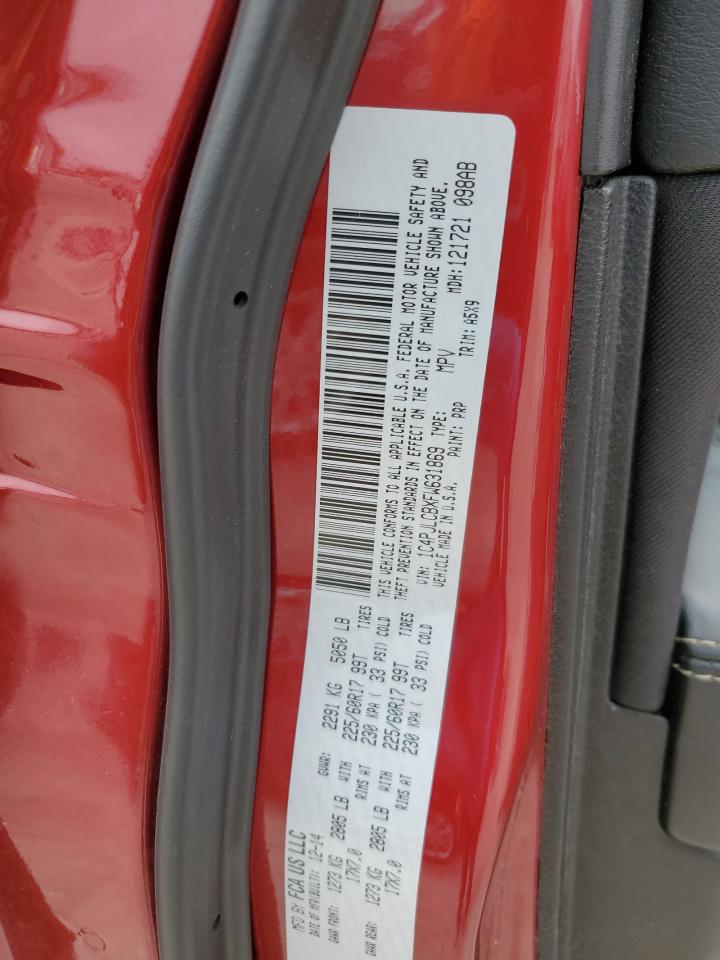 MFD BY FCA US LLC
DATE OF MFR(BUILT): 12-14 GVWR: 2291 KG 5050 LB
GAWR FRONT: 1273 KG 2805 LB WITH 225/60R17 99T TIRES
17X7.0 RIMS AT 230 KPA ( 33 PSI) COLD
GAWR REAR 1273 KG 2805 LB WITH 225/60R17 99T TIRES
17X7.0 RIMS AT 230 KPA ( 33 PSI) COLD
THIS VEHICLE CONFORMS TO ALL APPLICABLE U.S.A. FEDERAL MOTOR VEHICLE SAFETY AND
THEFT PREVENTION STANDARDS IN EFFECT ON THE DATE OF MANUFACTURE SHOWN ABOVE.
VIN: 1C4PJLCBXFW631869 TYPE: MPV MDH: 121721 098AB
VEHICLE MADE IN U.S.A. PAINT: PRP TRIM: A5X9